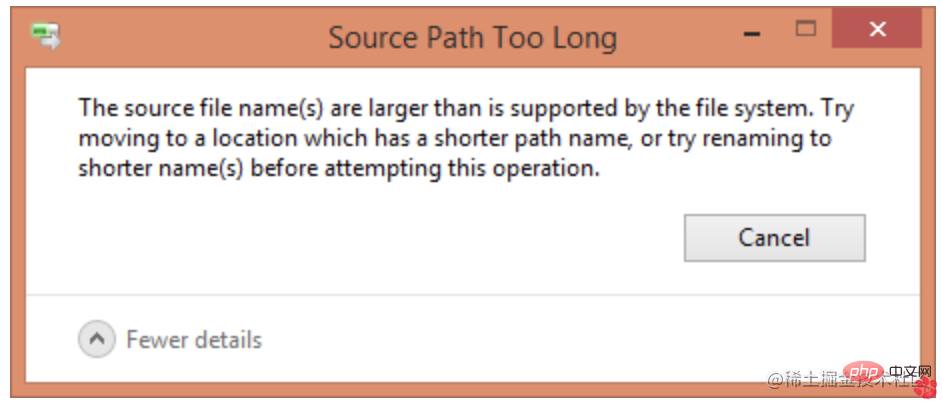 Source Path Too Long
The source file name(s) are larger than is supported by the file system. Try
moving to a location which has a shorter path name, or try renaming to
shorter name(s) before attempting this operation.
Cancel
Fewer details
php 中文网
@稀土掘金技术社